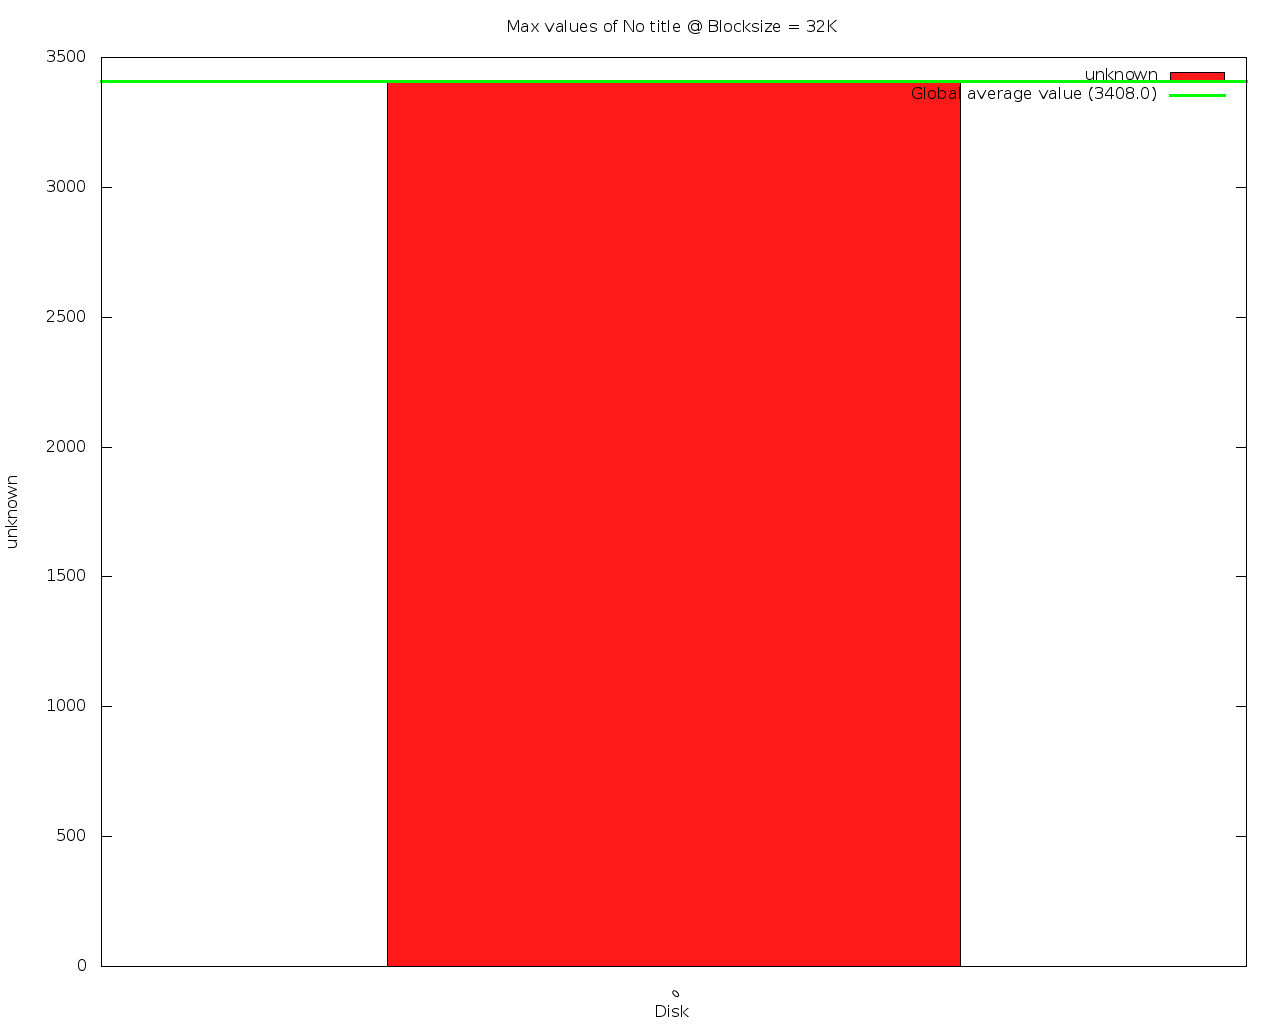 Max values of No title @ Blocksize = 32K
3500
unknown
Global average value (3408.0)
3000
2500
2000
unknown
1500
1000
500
0
0
Disk